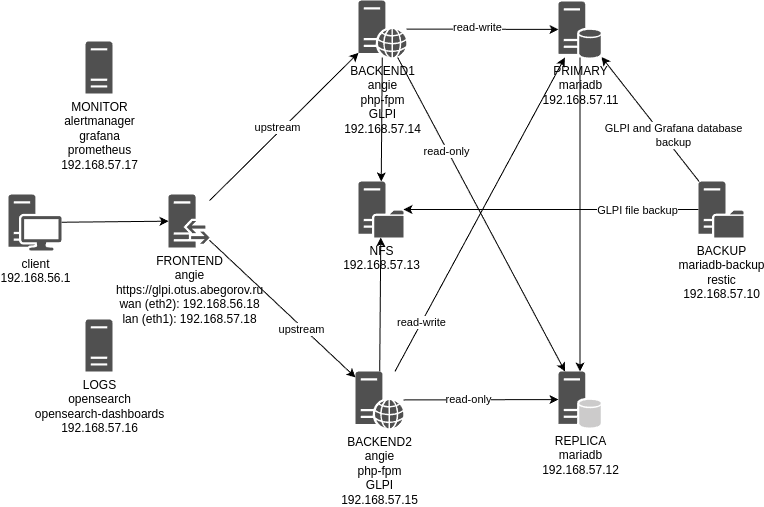 MONITOR
alertmanager
grafana
prometheus
192.168.57.17
BACKEND1
angie
php-fpm
GLPI
192.168.57.14
read-write
PRIMARY
mariadb
192.168.57.11
upstream
read-only
GLPI and Grafana database
backup
client
192.168.56.1
FRONTEND
angie
https://glpi.otus.abegorov.ru
wan (eth2): 192.168.56.18
lan (eth1): 192.168.57.18
NFS
192.168.57.13
GLPI file backup
BACKUP
mariadb-backup
restic
192.168.57.10
upstream
read-write
LOGS
opensearch
opensearch-dashboards
192.168.57.16
BACKEND2
angie
php-fpm
GLPI
192.168.57.15
read-only
REPLICA
mariadb
192.168.57.12